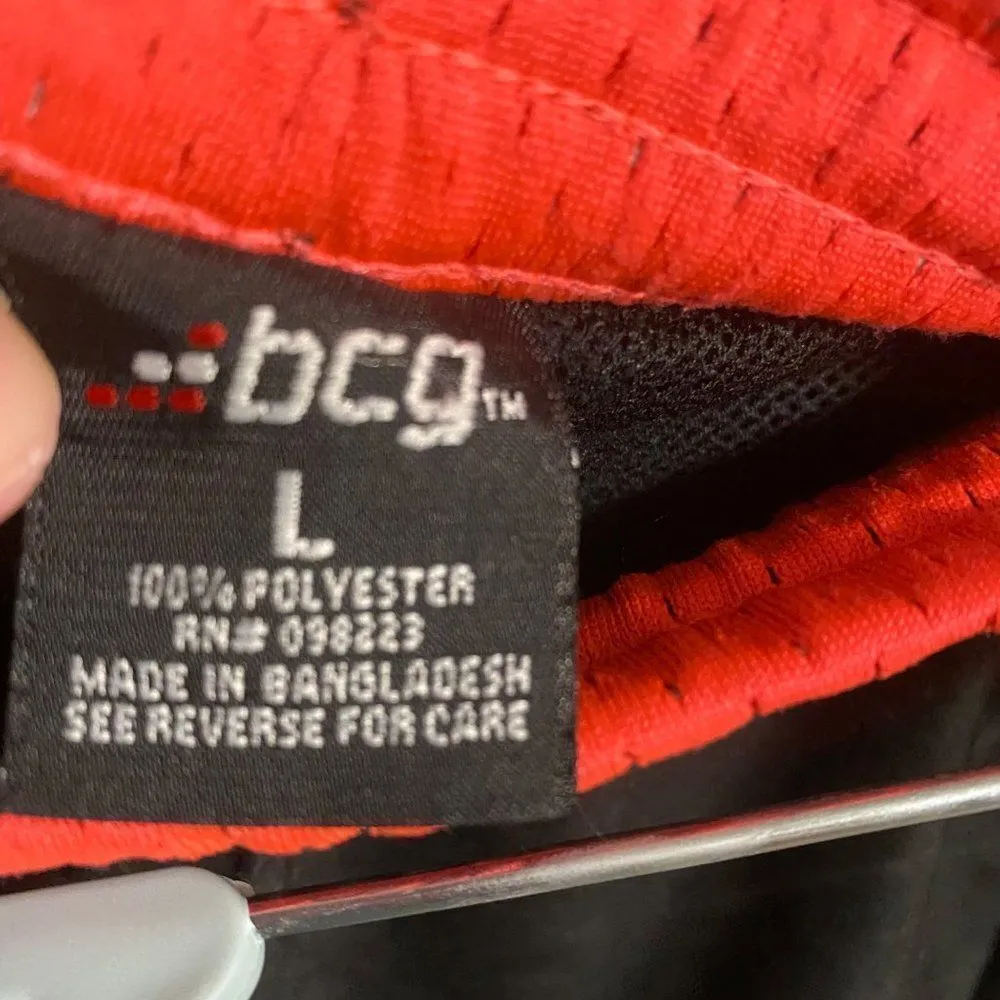 bcg™
L
100% POLYESTER
RN# 098223
MADE IN BANGLADESH
SEE REVERSE FOR CARE